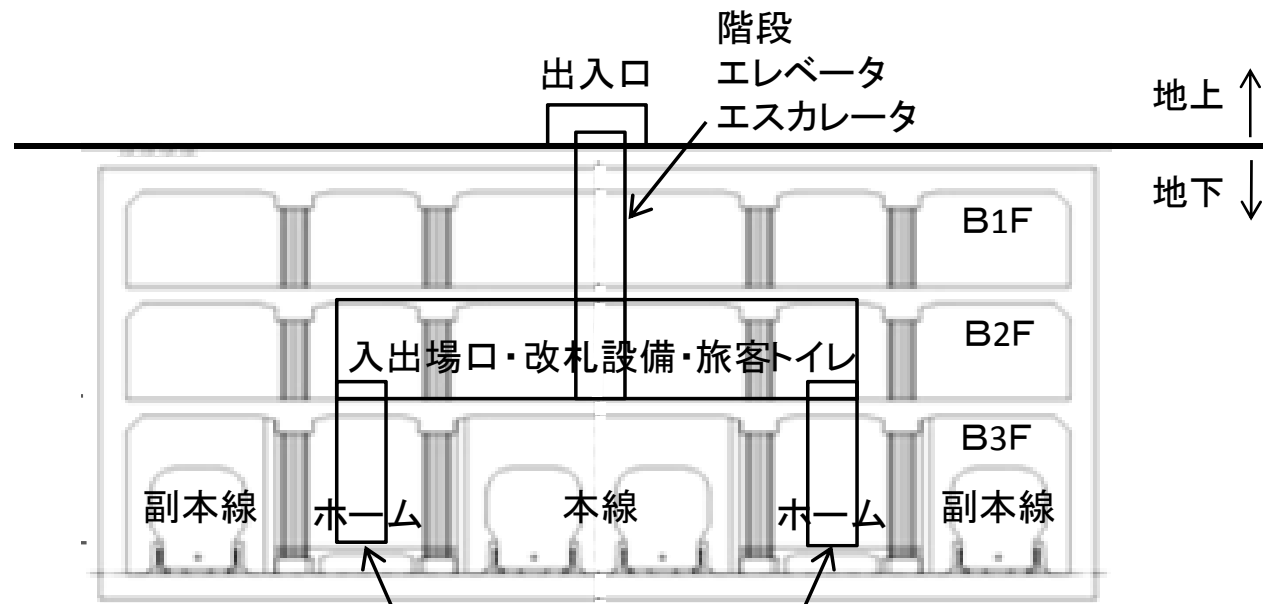 階段
エレベータ
エスカレータ
出入口
地上
地下
B1F
B2F
入出場口・改札設備・旅客トイレ
B3F
副本線
ホーム
本線
ホーム
副本線